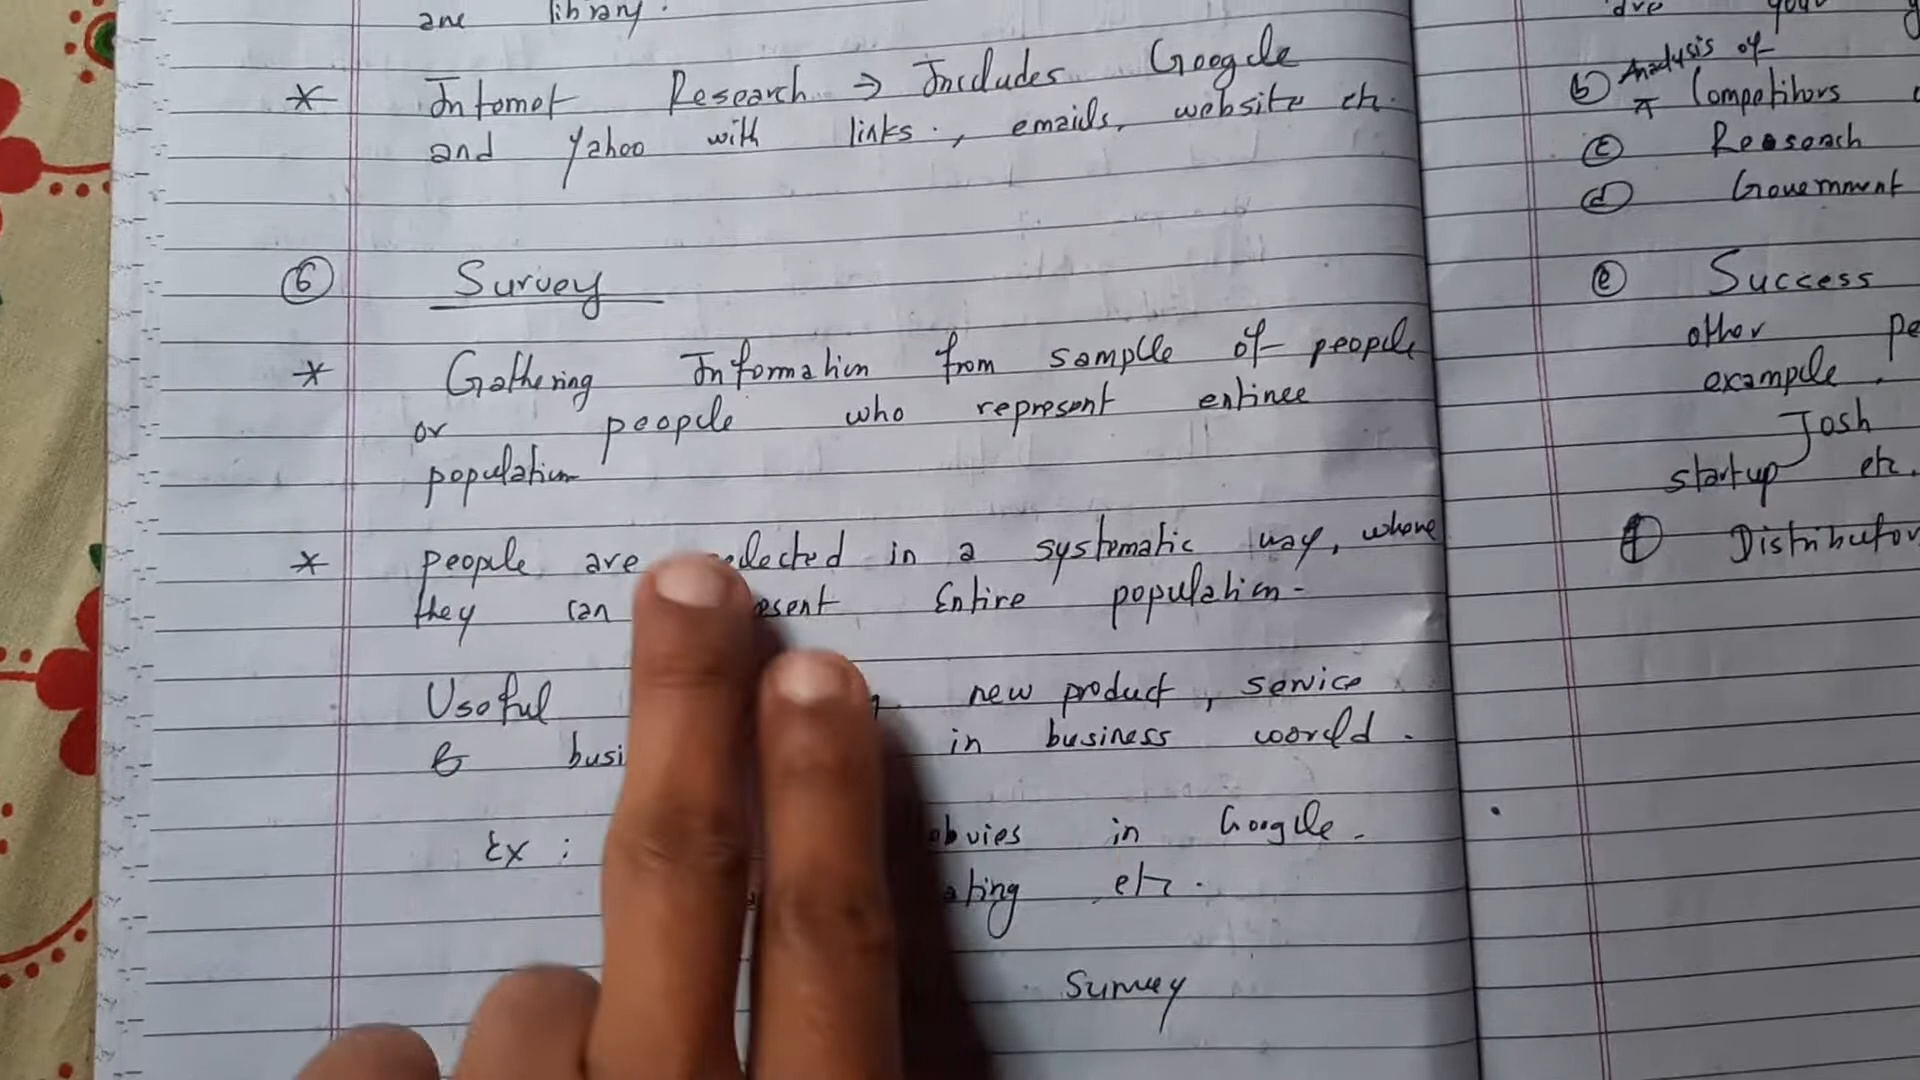 are library.
* Internet Research → Includes Google
and Yahoo with links., emails, website etc.
6 Survey
* Gathering Information from sample of people
or people who represent entire
population
* people are selected in a systematic way, where
they can entire population.
Useful new product, service
& in business world.
Ex : in Google.
etc.
Survey
are your
b Analysis of
Competitors
c Research
d Government
e Success
other
example.
Josh
startup etc.
f Distributor